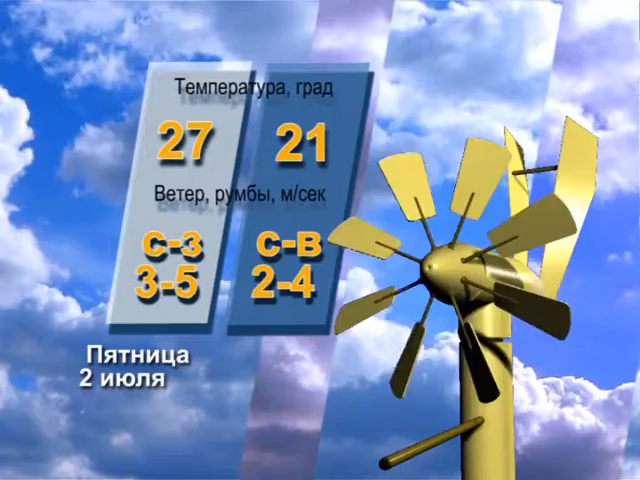 Температура, град
27 21
Ветер, румбы, м/сек
с-з с-в
3-5 2-4
Пятница
2 июля